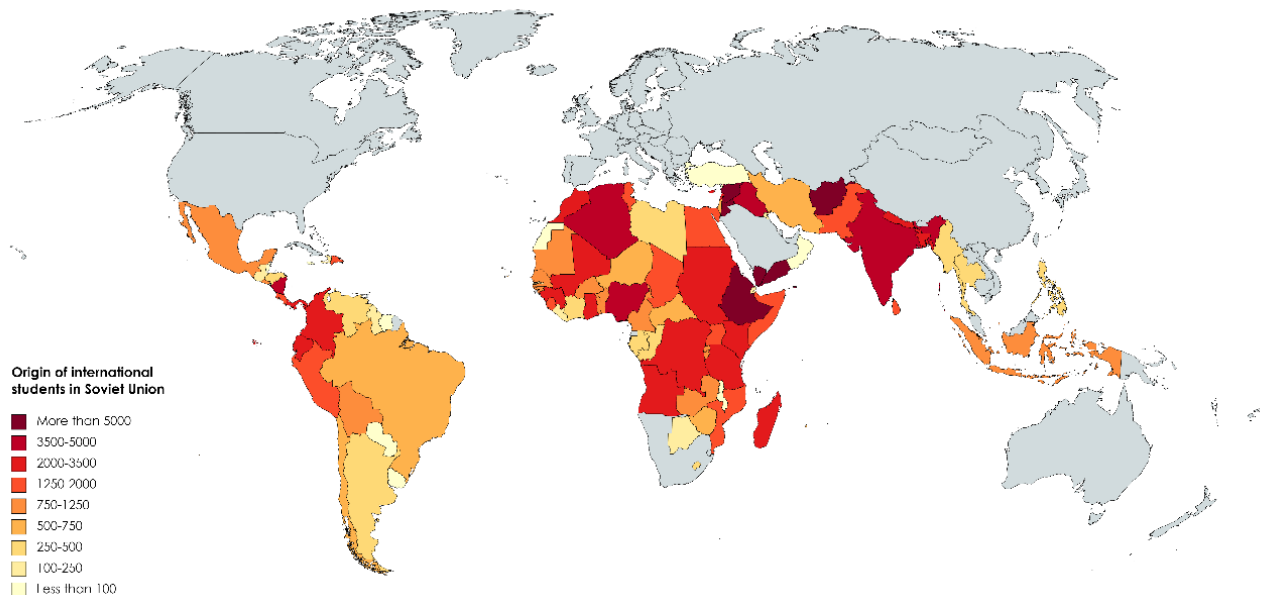 Origin of international
students in Soviet Union
More than 5000
3500-5000
2000-3500
1250-2000
750-1250
500-750
250-500
100-250
Less than 100